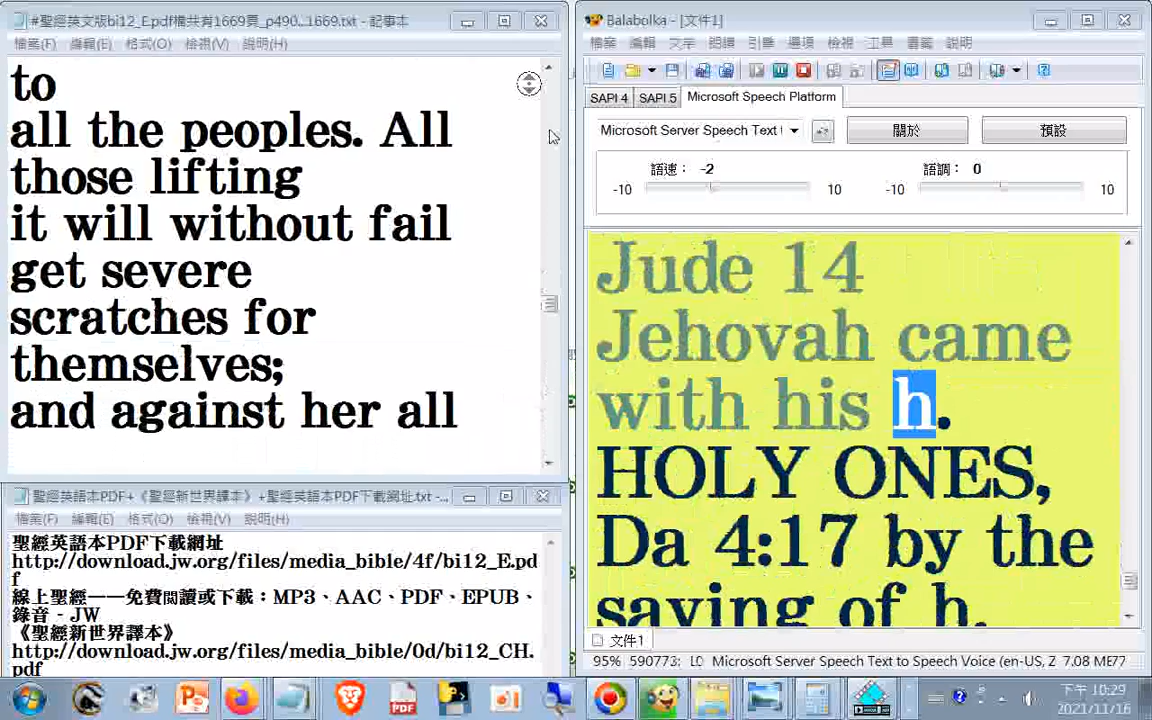 #聖經英文版bi12_E.pdf檔共有1669頁_p490...1669.txt - 記事本
檔案(F) 編輯(E) 格式(O) 檢視(V) 說明(H)
to
all the peoples. All
those lifting
it will without fail
get severe
scratches for
themselves;
and against her all
聖經英語本PDF+《聖經新世界譯本》+聖經英語本PDF下載網址.txt - ...
檔案(F) 編輯(E) 格式(O) 檢視(V) 說明(H)
聖經英語本PDF下載網址
http://download.jw.org/files/media_bible/4f/bi12_E.pd
f
線上聖經——免費閱讀或下載：MP3、AAC、PDF、EPUB、
錄音 - JW
《聖經新世界譯本》
http://download.jw.org/files/media_bible/0d/bi12_CH.
pdf
Balabolka - [文件1]
檔案 編輯 文字 朗讀 引擎 選項 檢視 工具 書籤 說明
SAPI 4 SAPI 5 Microsoft Speech Platform
Microsoft Server Speech Text 關於 預設
語速： -2 語調： 0
-10 10 -10 10
Jude 14
Jehovah came
with his h.
HOLY ONES,
Da 4:17 by the
saying of h.
文件1
95% 590773: Microsoft Server Speech Text to Speech Voice (en-US, Z 7.08 ME
PDF
下午 10:29
2021/11/16